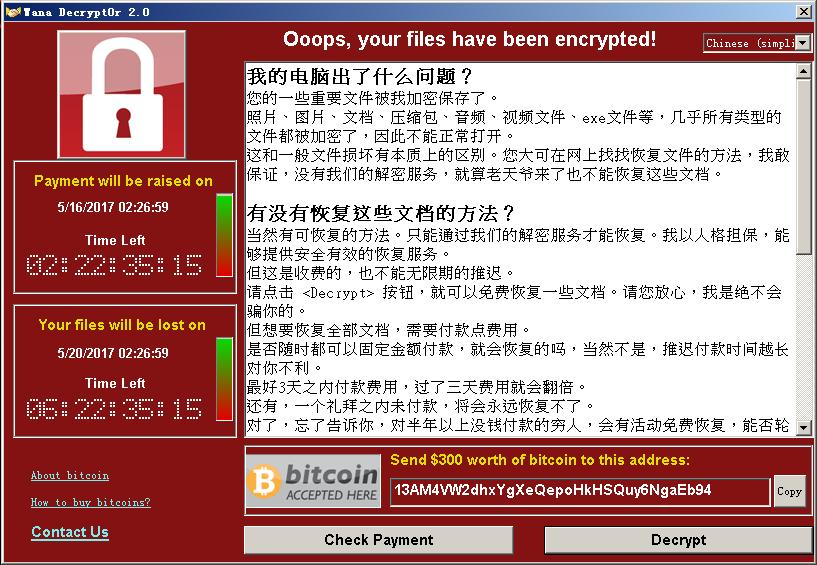 Wana Decrypt0r 2.0
Ooops, your files have been encrypted!
Chinese (simpli
Payment will be raised on
5/16/2017 02:26:59
Time Left
02:22:35:15
Your files will be lost on
5/20/2017 02:26:59
Time Left
06:22:35:15
About bitcoin
How to buy bitcoins?
Contact Us
我的电脑出了什么问题？
您的一些重要文件被我加密保存了。
照片、图片、文档、压缩包、音频、视频文件、exe文件等，几乎所有类型的
文件都被加密了，因此不能正常打开。
这和一般文件损坏有本质上的区别。您大可在网上找找恢复文件的方法，我敢
保证，没有我们的解密服务，就算老天爷来了也不能恢复这些文档。
有没有恢复这些文档的方法？
当然有可恢复的方法。只能通过我们的解密服务才能恢复。我以人格担保，能
够提供安全有效的恢复服务。
但这是收费的，也不能无限期的推迟。
请点击 <Decrypt> 按钮，就可以免费恢复一些文档。请您放心，我是绝不会
骗你的。
但想要恢复全部文档，需要付款点费用。
是否随时都可以固定金额付款，就会恢复的吗，当然不是，推迟付款时间越长
对你不利。
最好3天之内付款费用，过了三天费用就会翻倍。
还有，一个礼拜之内未付款，将会永远恢复不了。
对了，忘了告诉你，对半年以上没钱付款的穷人，会有活动免费恢复，能否轮
bitcoin
ACCEPTED HERE
Send $300 worth of bitcoin to this address:
13AM4VW2dhxYgXeQepoHkHSQuy6NgaEb94
Copy
Check Payment
Decrypt